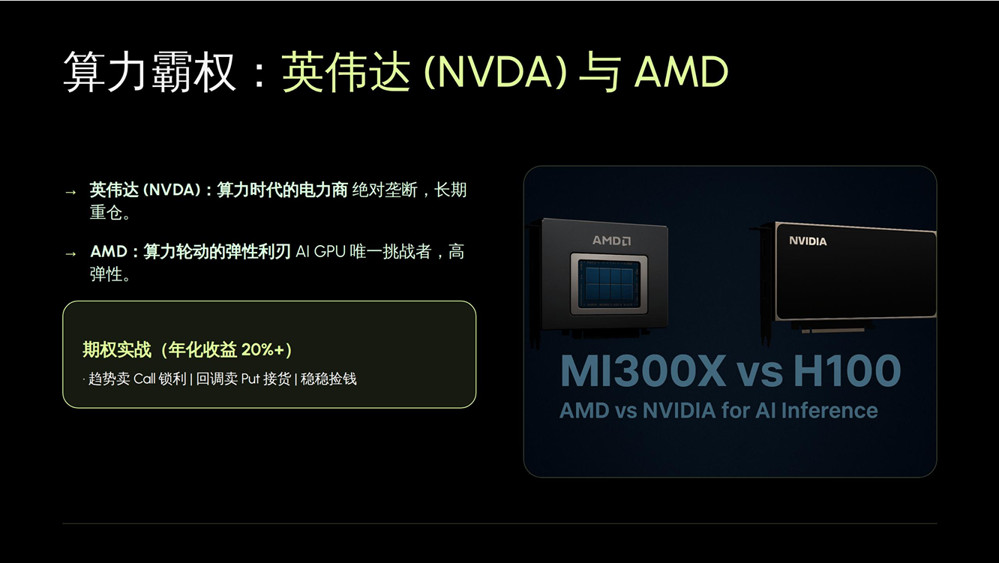 算力霸权：英伟达 (NVDA) 与 AMD
→ 英伟达 (NVDA)：算力时代的电力商 绝对垄断，长期
重仓。
→ AMD：算力轮动的弹性利刃 AI GPU 唯一挑战者，高
弹性。
期权实战（年化收益 20%+）
· 趋势卖 Call 锁利 | 回调卖 Put 接货 | 稳稳捡钱
AMD
NVIDIA
MI300X vs H100
AMD vs NVIDIA for AI Inference